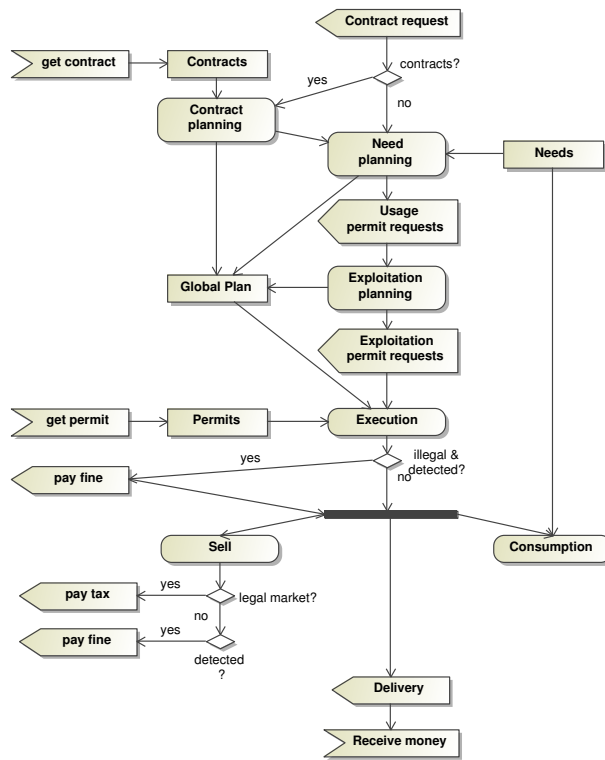 Contract request
get contract
Contracts
contracts?
yes
no
Contract
planning
Need
planning
Needs
Usage
permit requests
Global Plan
Exploitation
planning
Exploitation
permit requests
get permit
Permits
Execution
yes
illegal &
detected?
no
pay fine
Sell
Consumption
pay tax
yes
legal market?
no
pay fine
yes
detected
?
Delivery
Receive money